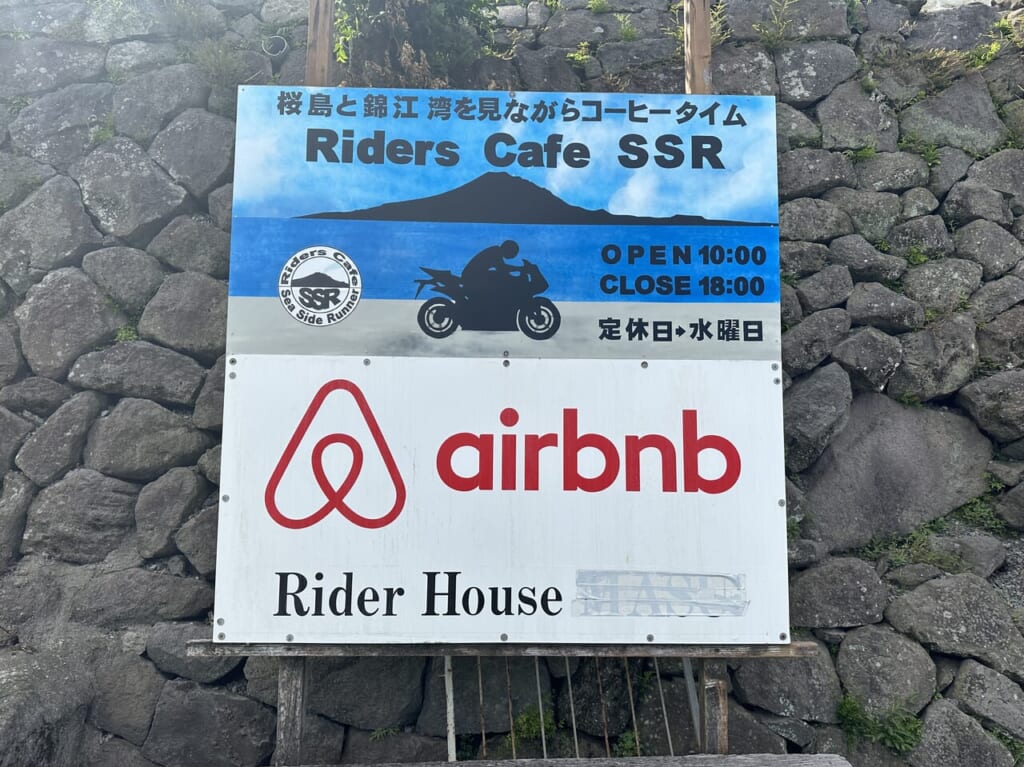 桜島と錦江湾を見ながらコーヒータイム
Riders Cafe SSR
Riders Cafe
SSR
Sea Side Runner
OPEN 10:00
CLOSE 18:00
定休日→水曜日
airbnb
Rider House